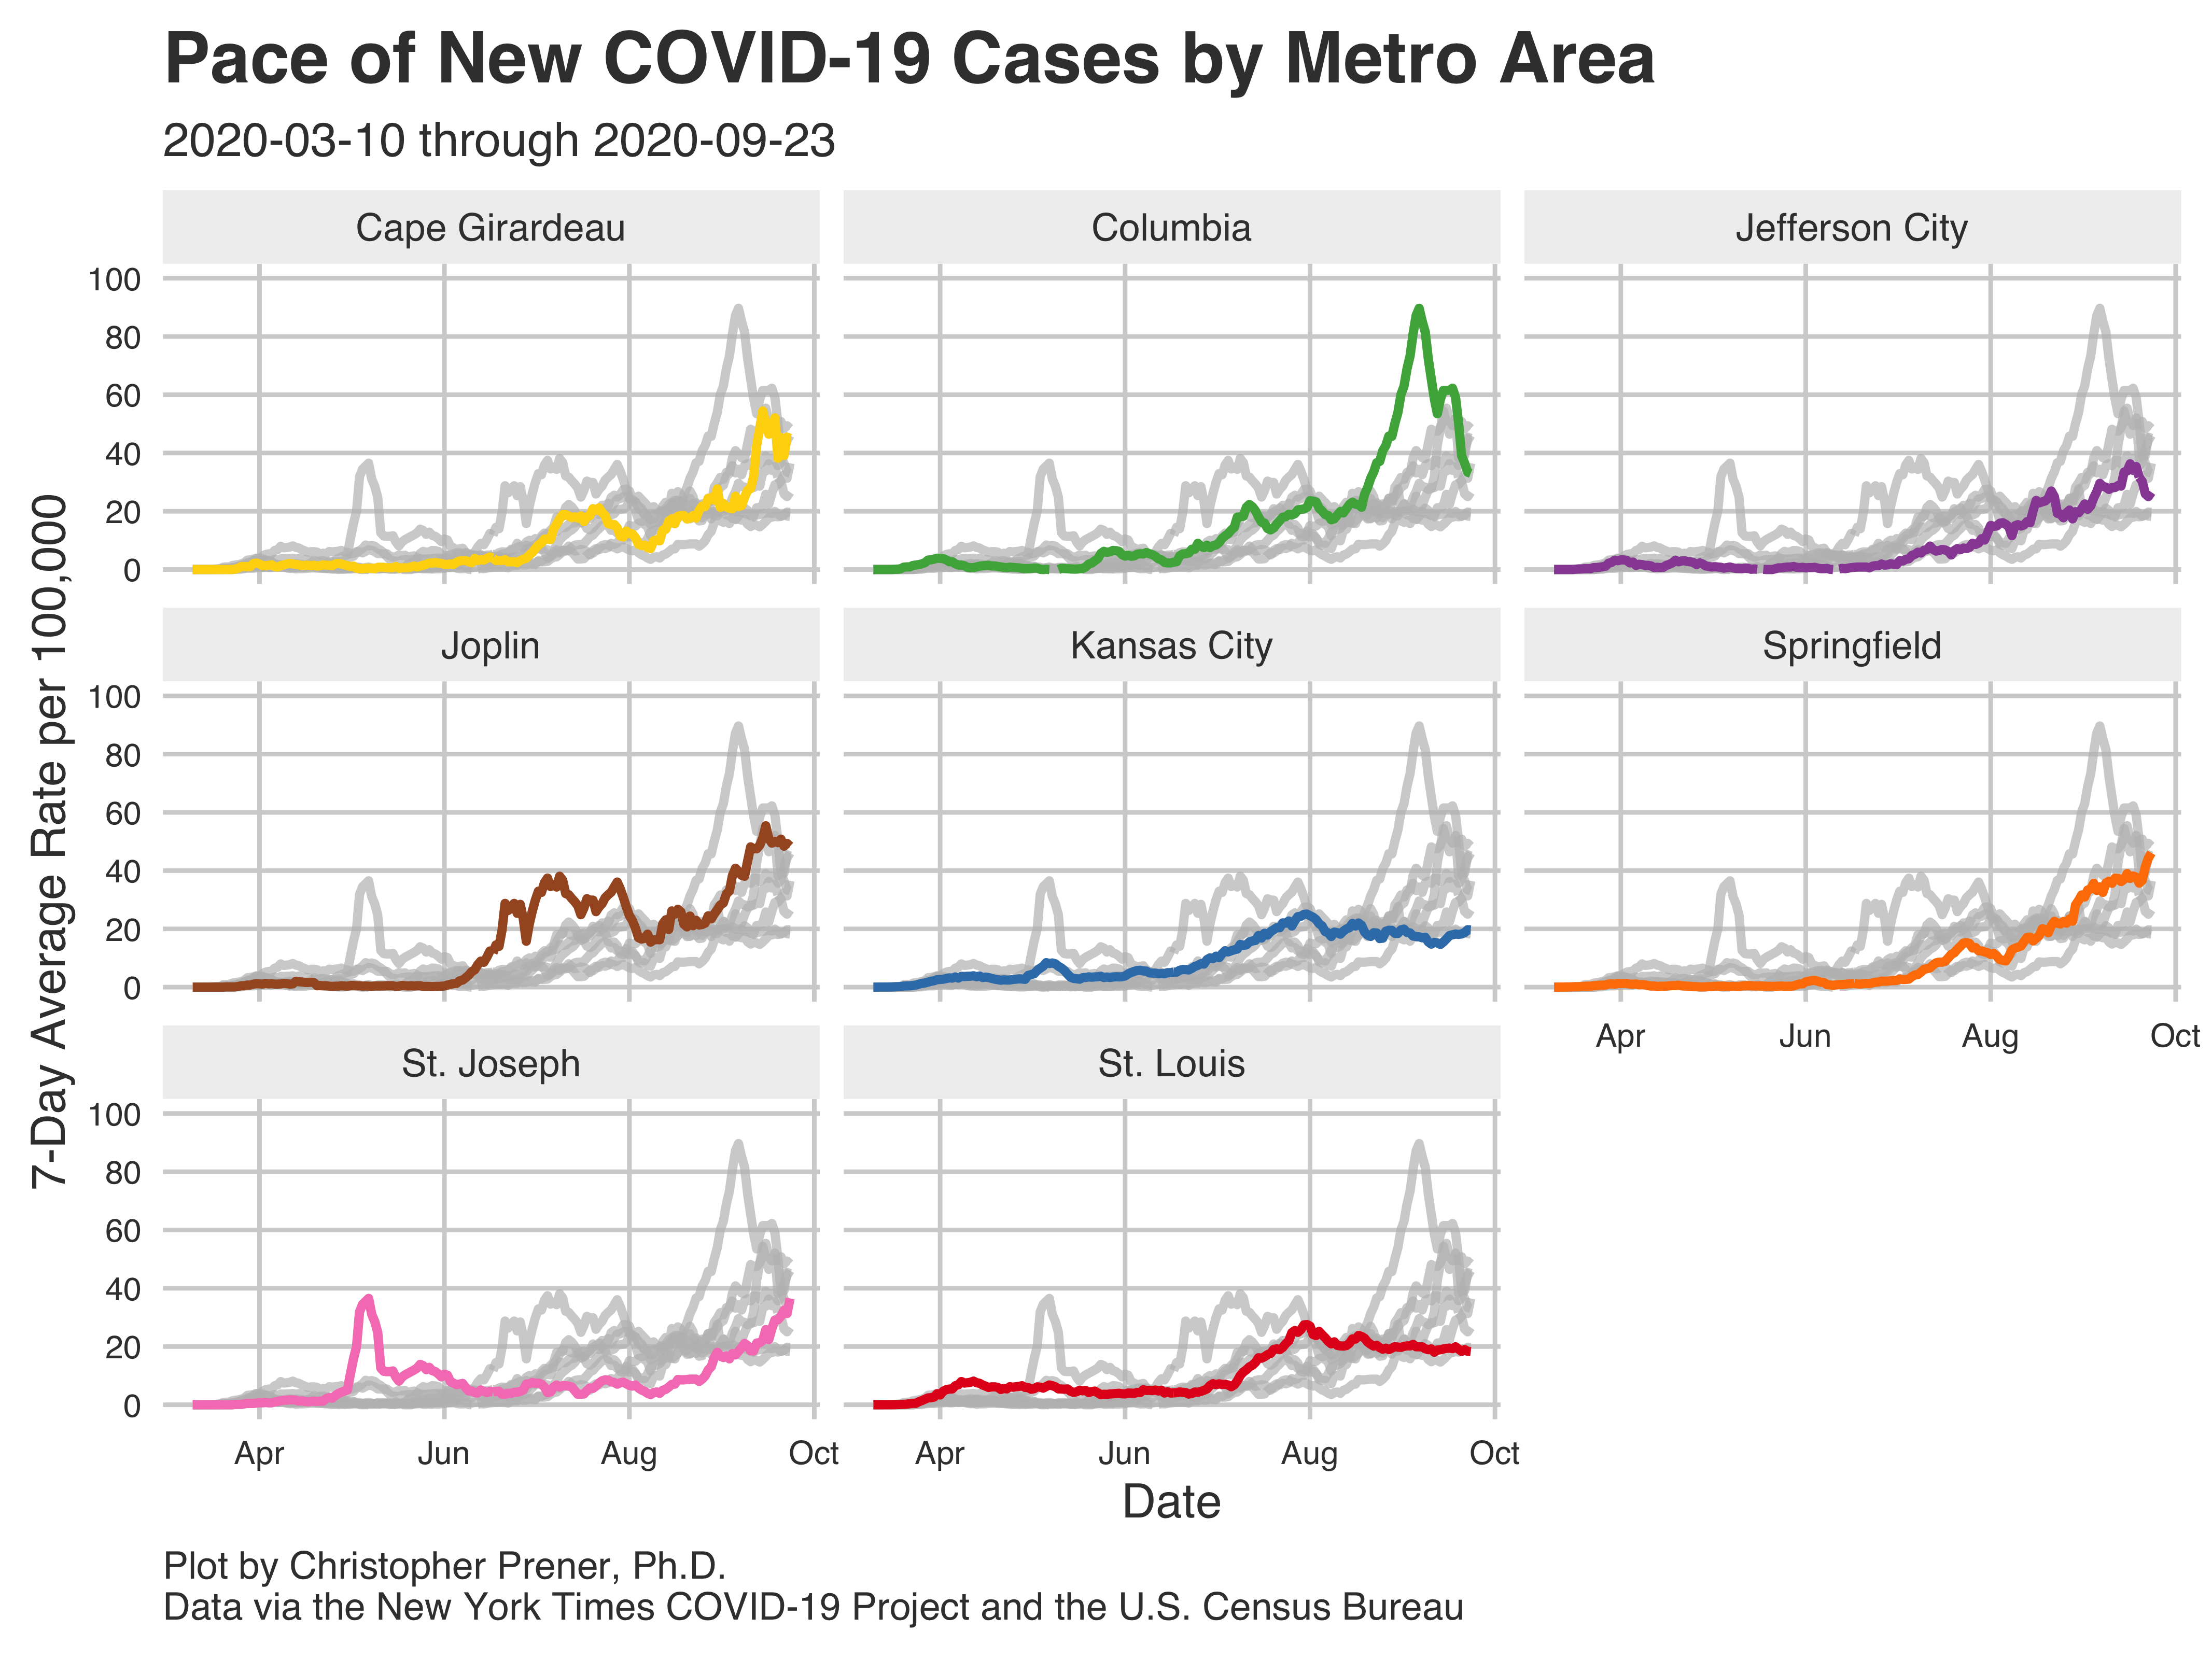 Pace of New COVID-19 Cases by Metro Area
2020-03-10 through 2020-09-23
7-Day Average Rate per 100,000
Cape Girardeau
Columbia
Jefferson City
100
80
60
40
20
0
Joplin
Kansas City
Springfield
100
80
60
40
20
0
Apr Jun Aug Oct
St. Joseph
St. Louis
100
80
60
40
20
0
Apr Jun Aug Oct
Apr Jun Aug Oct
Date
Plot by Christopher Prener, Ph.D.
Data via the New York Times COVID-19 Project and the U.S. Census Bureau